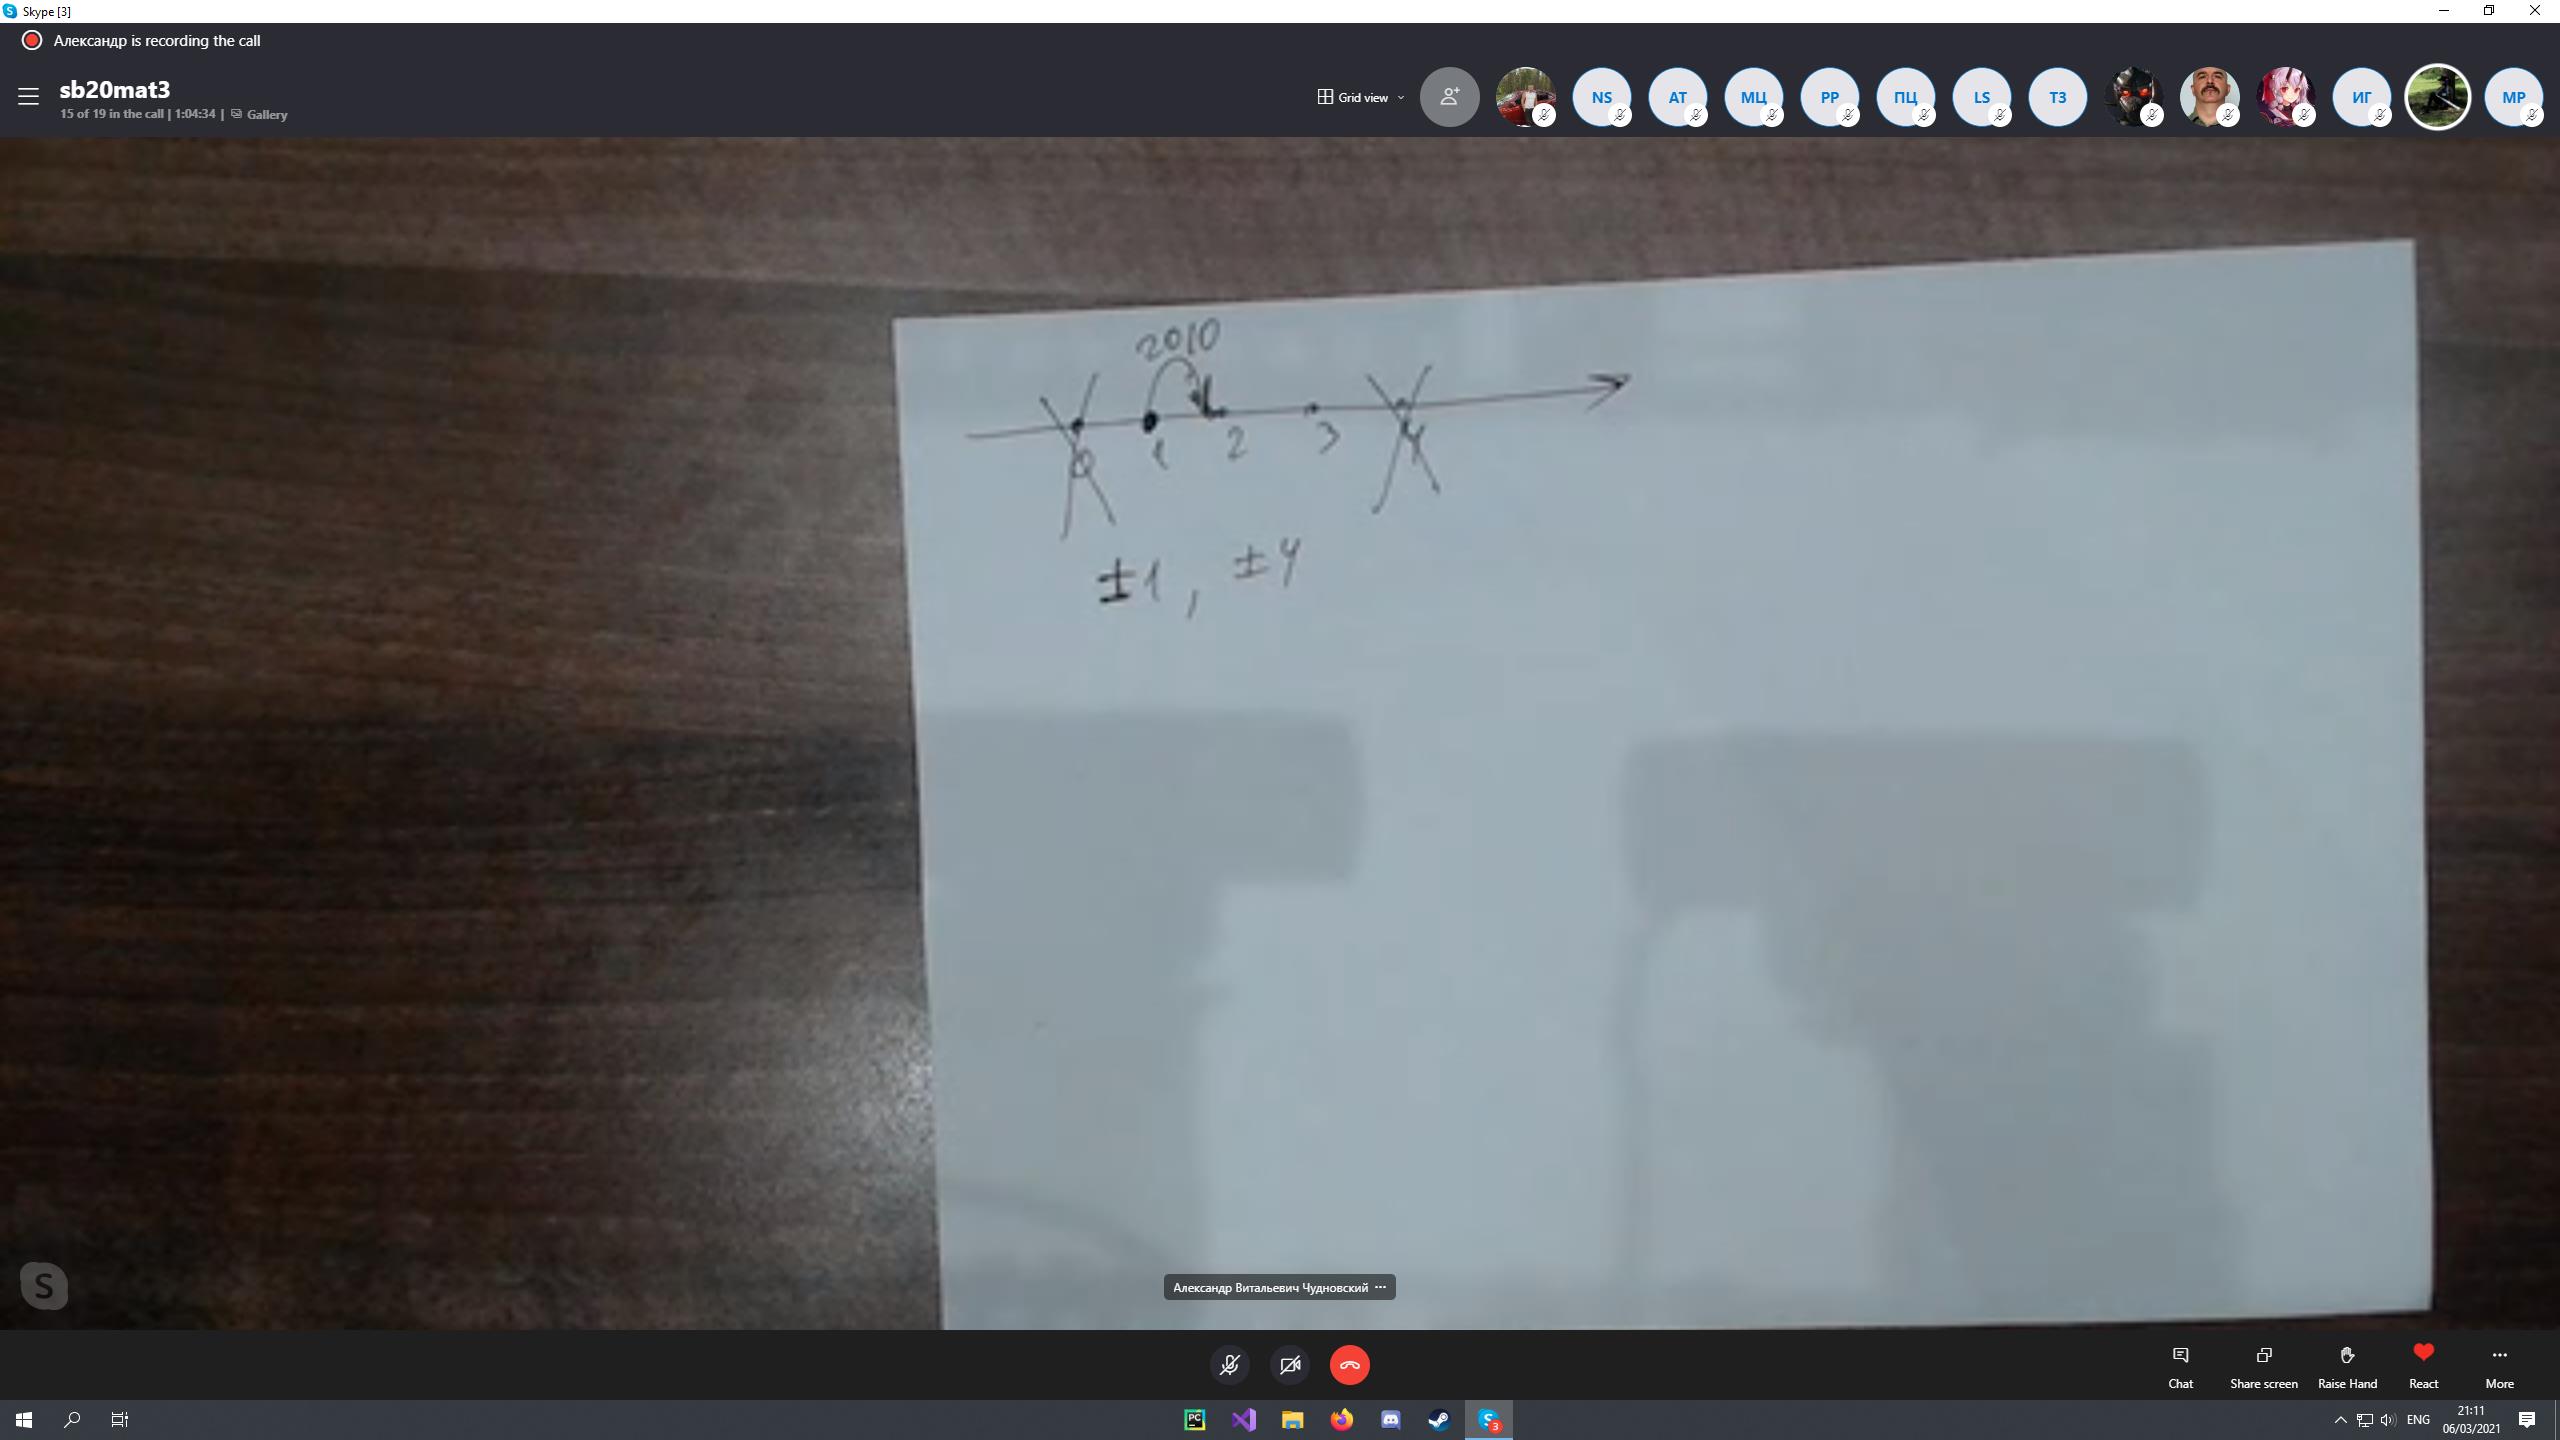 Skype [3]
Александр is recording the call
sb20mat3
15 of 19 in the call | 1:04:34 | Gallery
Grid view
NS
AT
МЦ
PP
ПЦ
LS
ТЗ
ИГ
MP
2010
0 1 2 3 4
±1, ±4
Александр Витальевич Чудновский
Chat
Share screen
Raise Hand
React
More
PC
3
ENG
21:11
06/03/2021